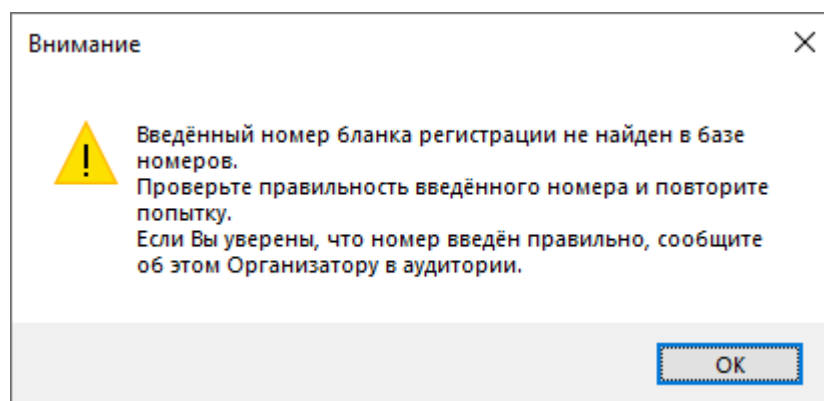 Внимание
Введённый номер бланка регистрации не найден в базе
номеров.
Проверьте правильность введённого номера и повторите
попытку.
Если Вы уверены, что номер введён правильно, сообщите
об этом Организатору в аудитории.
ОК